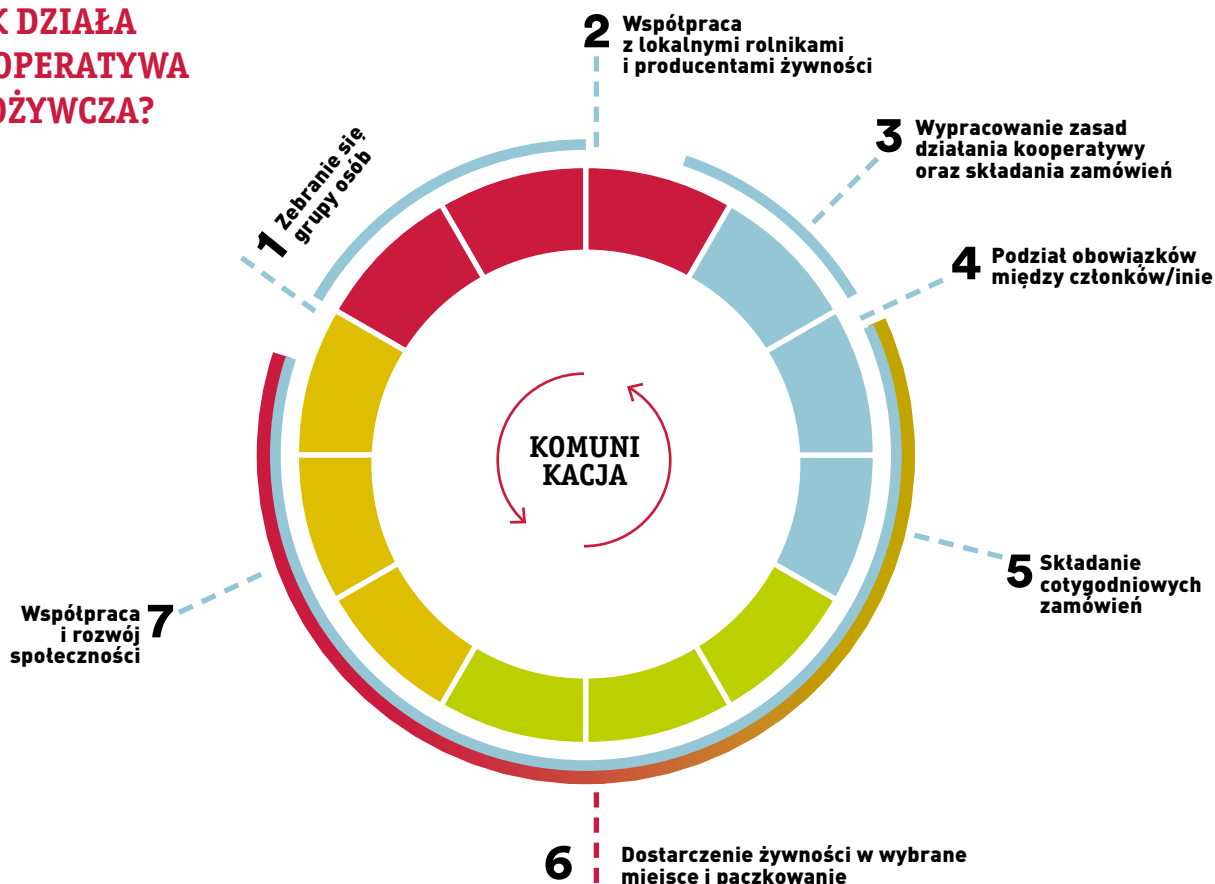 K DZIAŁA
OPERATYWA
OŻYWCZA?
1 Zebranie się
grupy osób
2 Współpraca
z lokalnymi rolnikami
i producentami żywności
3 Wypracowanie zasad
działania kooperatywy
oraz składania zamówień
4 Podział obowiązków
między członków/inie
5 Składanie
cotygodniowych
zamówień
6 Dostarczenie żywności w wybrane
miejsce i paczkowanie
7 Współpraca
i rozwój
społeczności
KOMUNI
KACJA